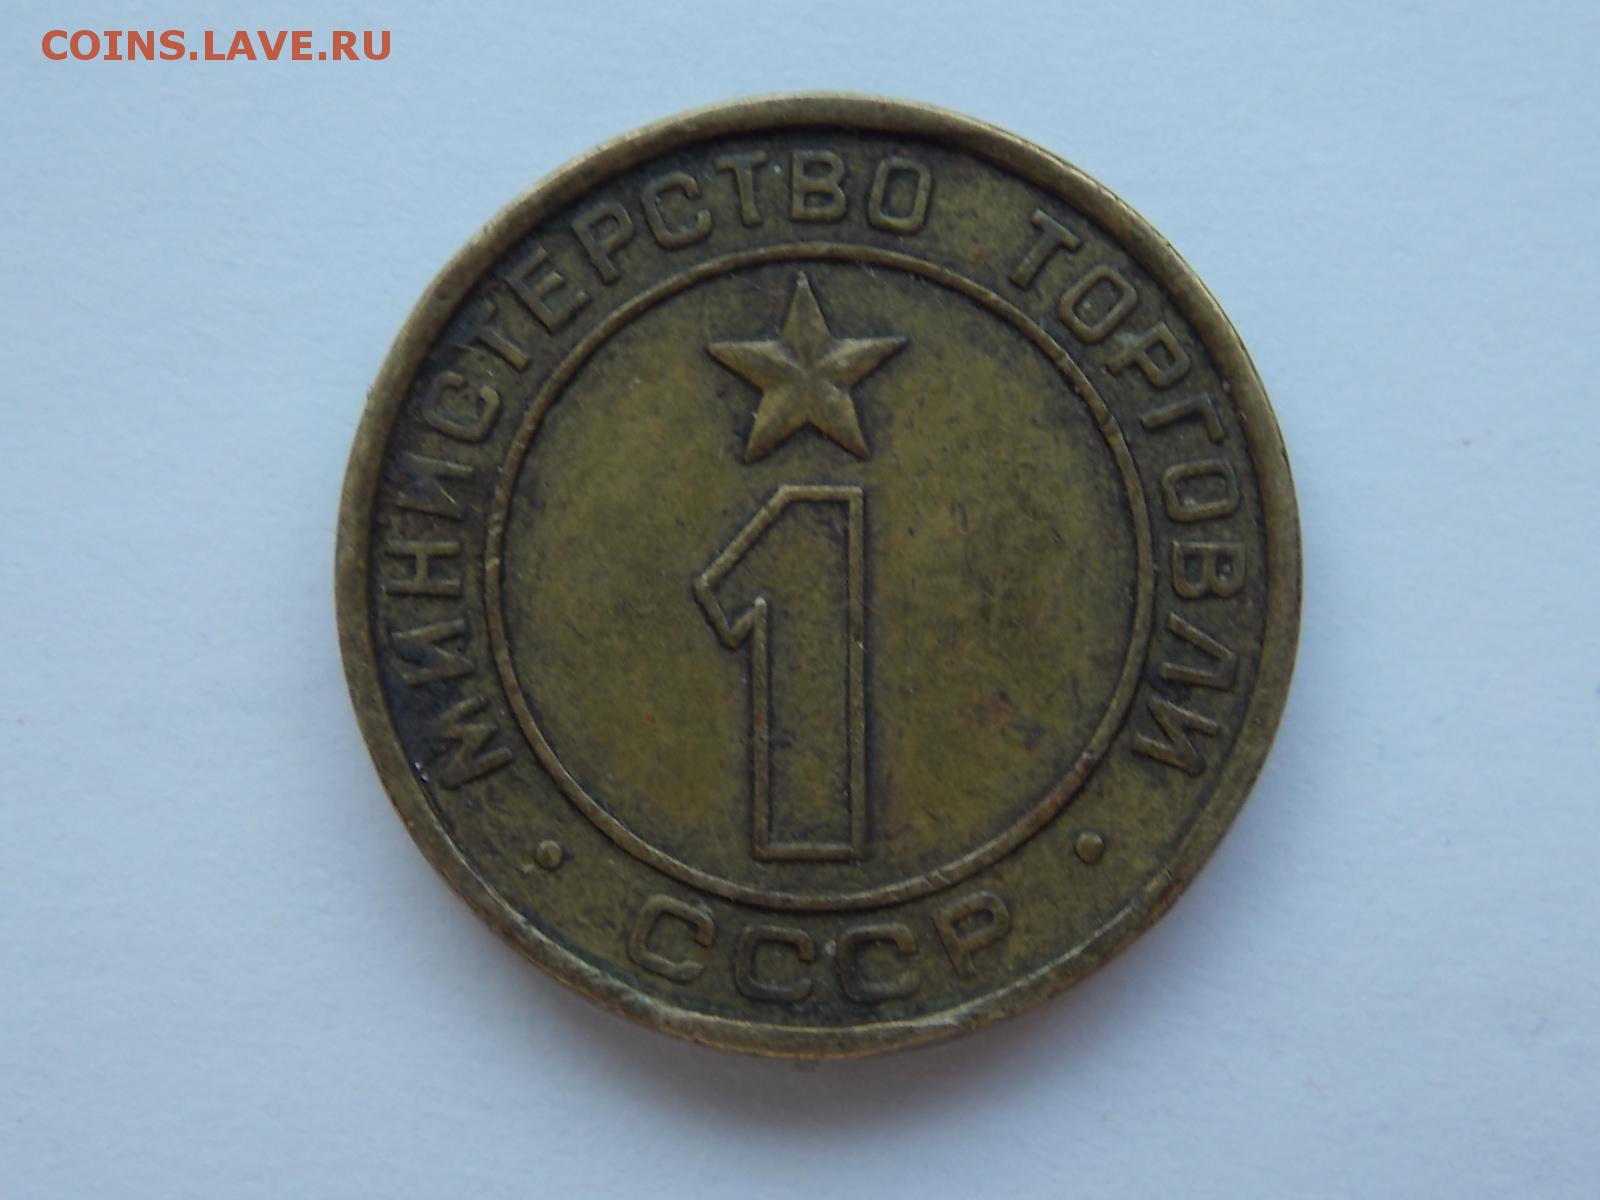 COINS.LAVE.RU
МИНИСТЕРСТВО ТОРГОВЛИ
1
· СССР ·